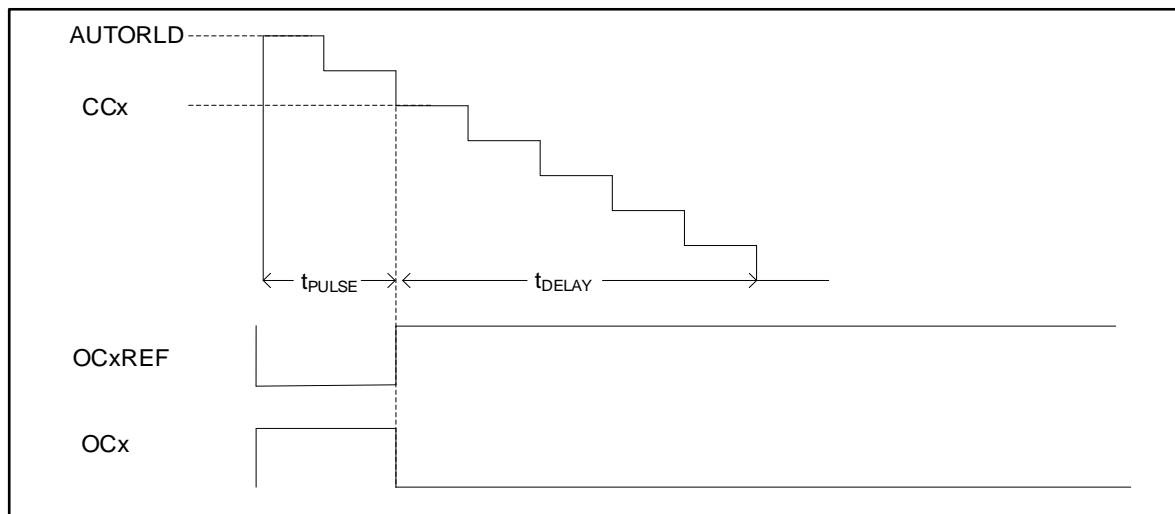 AUTORLD
CCx
tPULSE
tDELAY
OCxREF
OCx